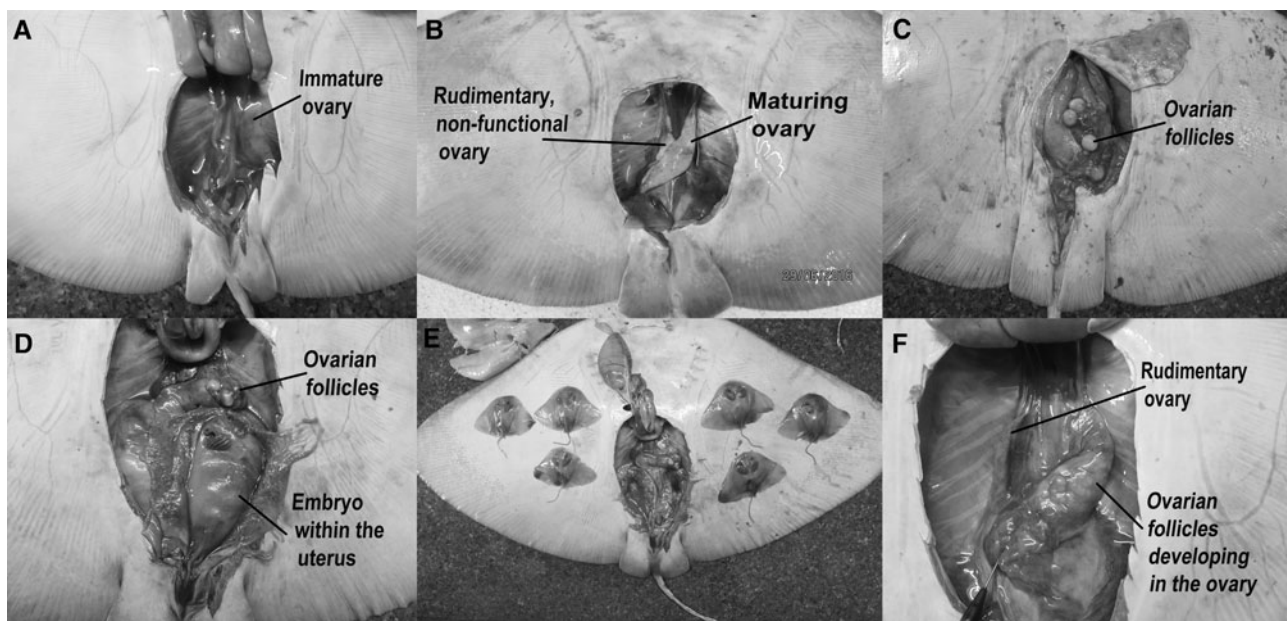 A
Immature
ovary
B
Rudimentary,
non-functional
ovary
Maturing
ovary
C
Ovarian
follicles
D
Ovarian
follicles
Embryo
within the
uterus
E
F
Rudimentary
ovary
Ovarian
follicles
developing
in the ovary